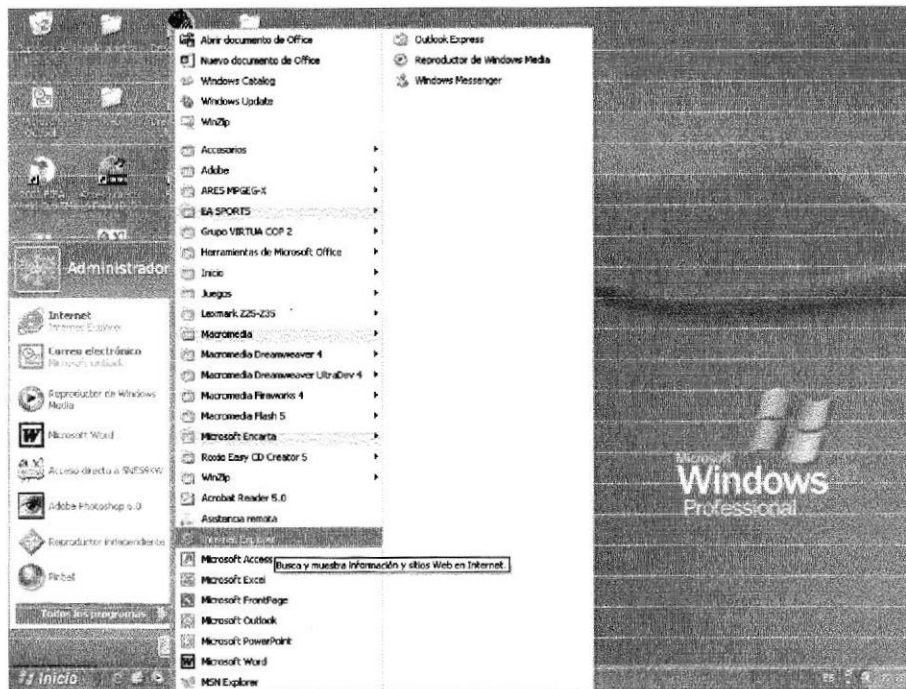 Abrir documento de Office
Nuevo documento de Office
Windows Catalog
Windows Update
WinZip
Accesorios
Adobe
ARES MPGEG-X
EA SPORTS
Grupo VIRTUA COP 2
Herramientas de Microsoft Office
Inicio
Juegos
Lexmark Z25-Z35
Macromedia
Macromedia Dreamweaver 4
Macromedia Dreamweaver UltraDev 4
Macromedia Fireworks 4
Macromedia Flash 5
Microsoft Encarta
Roxio Easy CD Creator 5
WinZip
Acrobat Reader 5.0
Asistencia remota
Internet Explorer
Microsoft Access
Busca y muestra información y sitios Web en Internet.
Microsoft Excel
Microsoft FrontPage
Microsoft Outlook
Microsoft PowerPoint
Microsoft Word
MSN Explorer
Outlook Express
Reproductor de Windows Media
Windows Messenger
Administrador
Internet
Internet Explorer
Correo electrónico
Microsoft Outlook
Reproductor de Windows
Media
Microsoft Word
Acceso directo a SNES9XW
Adobe Photoshop 6.0
Reproductor independiente
Pinball
Todos los programas
Inicio
Microsoft
Windows
Professional
ES